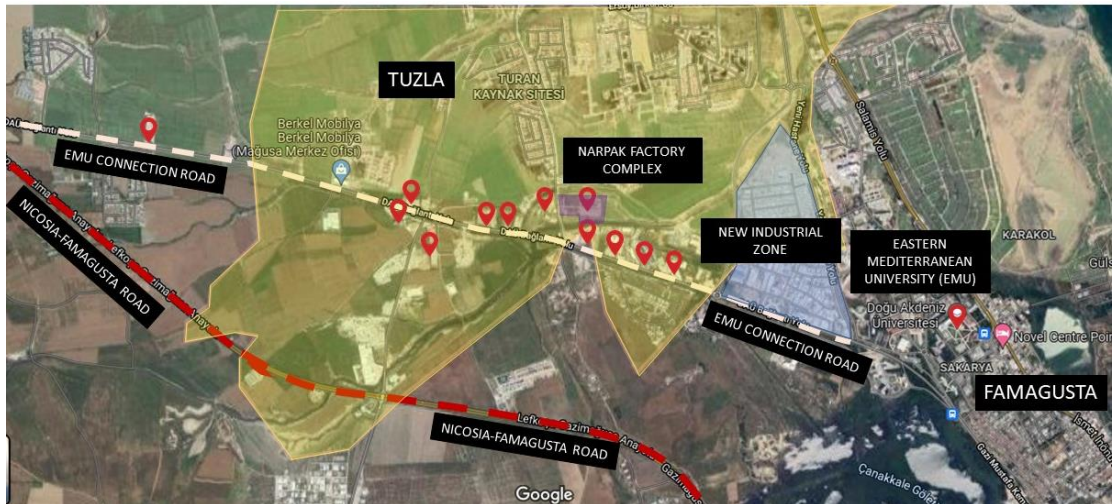 TUZLA
TURAN
KAYNAK SİTESİ
Berkel Mobilya
Berkel Mobilya
(Mağusa Merkez Ofisi)
EMU CONNECTION ROAD
NICOSIA-FAMAGUSTA ROAD
NARPAK FACTORY
COMPLEX
NEW INDUSTRIAL
ZONE
Salamis Yolu
KARAKOL
EASTERN
MEDITERRANEAN
UNIVERSITY (EMU)
Doğu Akdeniz
Üniversitesi
Novel Centre Poin
SAKARYA
EMU CONNECTION ROAD
FAMAGUSTA
NICOSIA-FAMAGUSTA ROAD
Çanakkale Göle
Google